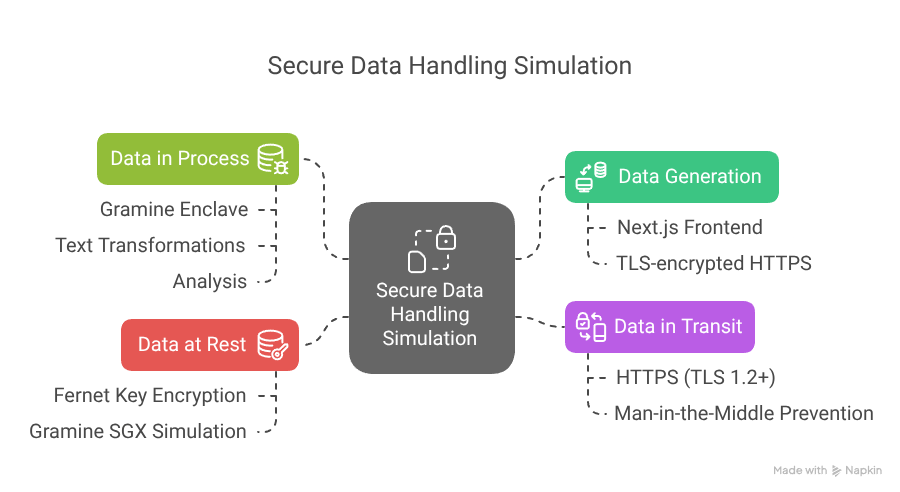 Secure Data Handling Simulation
Data in Process
Gramine Enclave
Text Transformations
Analysis
Data at Rest
Fernet Key Encryption
Gramine SGX Simulation
Secure Data
Handling
Simulation
Data Generation
Next.js Frontend
TLS-encrypted HTTPS
Data in Transit
HTTPS (TLS 1.2+)
Man-in-the-Middle Prevention
Made with Napkin